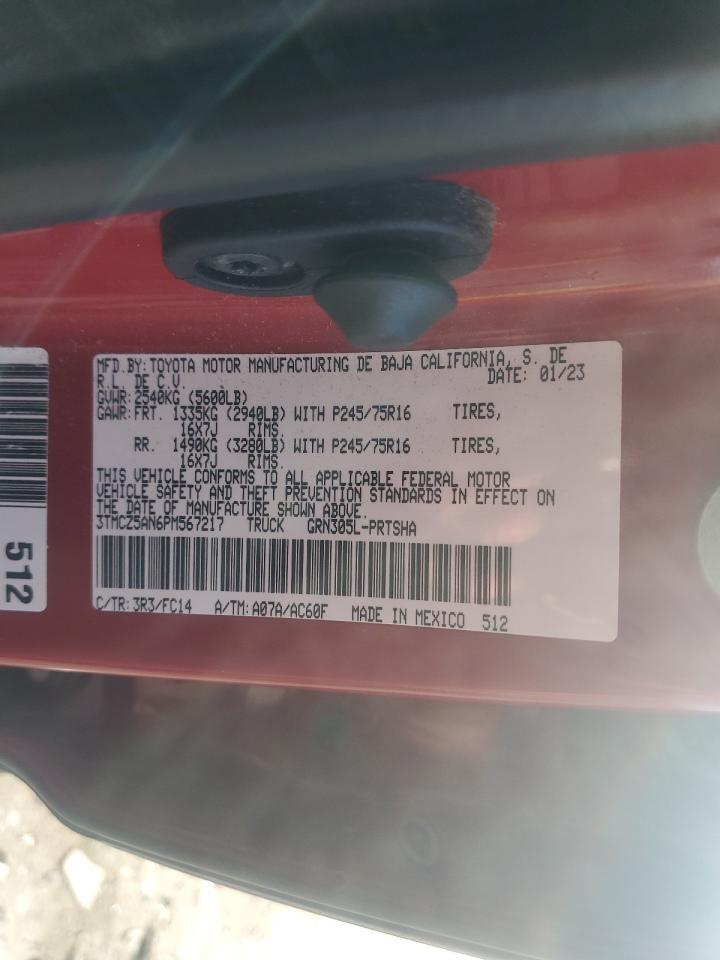 MFD.BY:TOYOTA MOTOR MANUFACTURING DE BAJA CALIFORNIA, S. DE
R.L. DE C.V. DATE: 01/23
GVWR:2540KG (5600LB)
GAWR:FRT. 1335KG (2940LB) WITH P245/75R16 TIRES,
16X7J RIMS.
RR. 1490KG (3280LB) WITH P245/75R16 TIRES,
16X7J RIMS.
THIS VEHICLE CONFORMS TO ALL APPLICABLE FEDERAL MOTOR
VEHICLE SAFETY AND THEFT PREVENTION STANDARDS IN EFFECT ON
THE DATE OF MANUFACTURE SHOWN ABOVE.
3TMCZ5AN6PM567217 TRUCK GRN305L-PRTSHA
C/TR:3R3/FC14 A/TM:A07A/AC60F MADE IN MEXICO 512
512